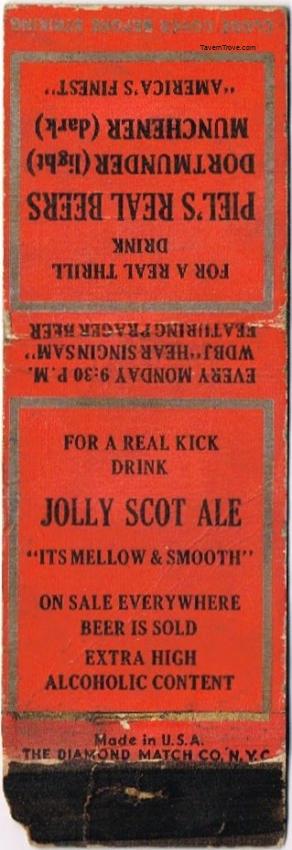 CLOSE COVER BEFORE STRIKING
TavernTrove.com
FOR A REAL THRILL
DRINK
PIEL'S REAL BEERS
DORTMUNDER (light)
MUNCHENER (dark)
"AMERICA'S FINEST"
EVERY MONDAY 9:30 P.M.
WDBJ "HEAR SINGINSAM"
FEATURING PRAGER BEER
FOR A REAL KICK
DRINK
JOLLY SCOT ALE
"ITS MELLOW & SMOOTH"
ON SALE EVERYWHERE
BEER IS SOLD
EXTRA HIGH
ALCOHOLIC CONTENT
Made in U.S.A.
THE DIAMOND MATCH CO. N.Y.C.